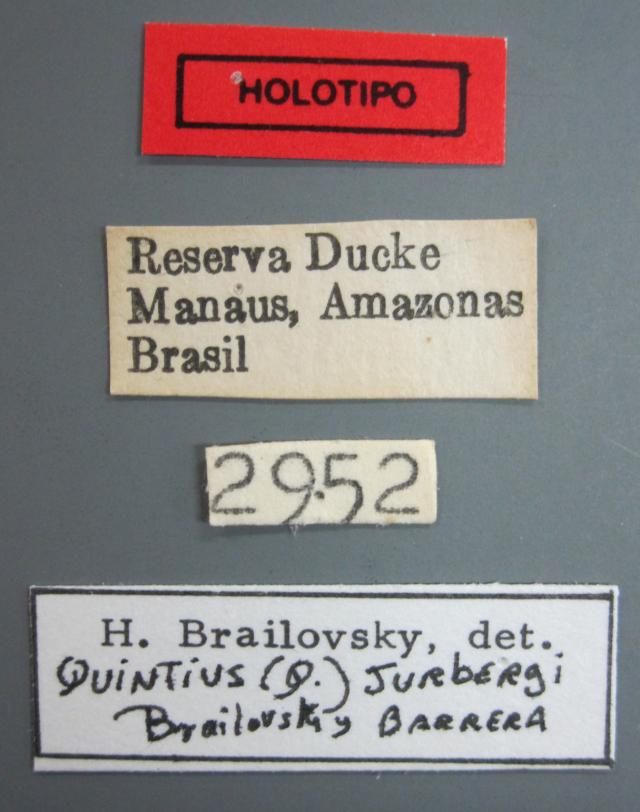 HOLOTIPO
Reserva Ducke
Manaus, Amazonas
Brasil
2952
H. Brailovsky, det.
QUINTIUS (Q.) JURBERGI
Brailovsky y BARRERA